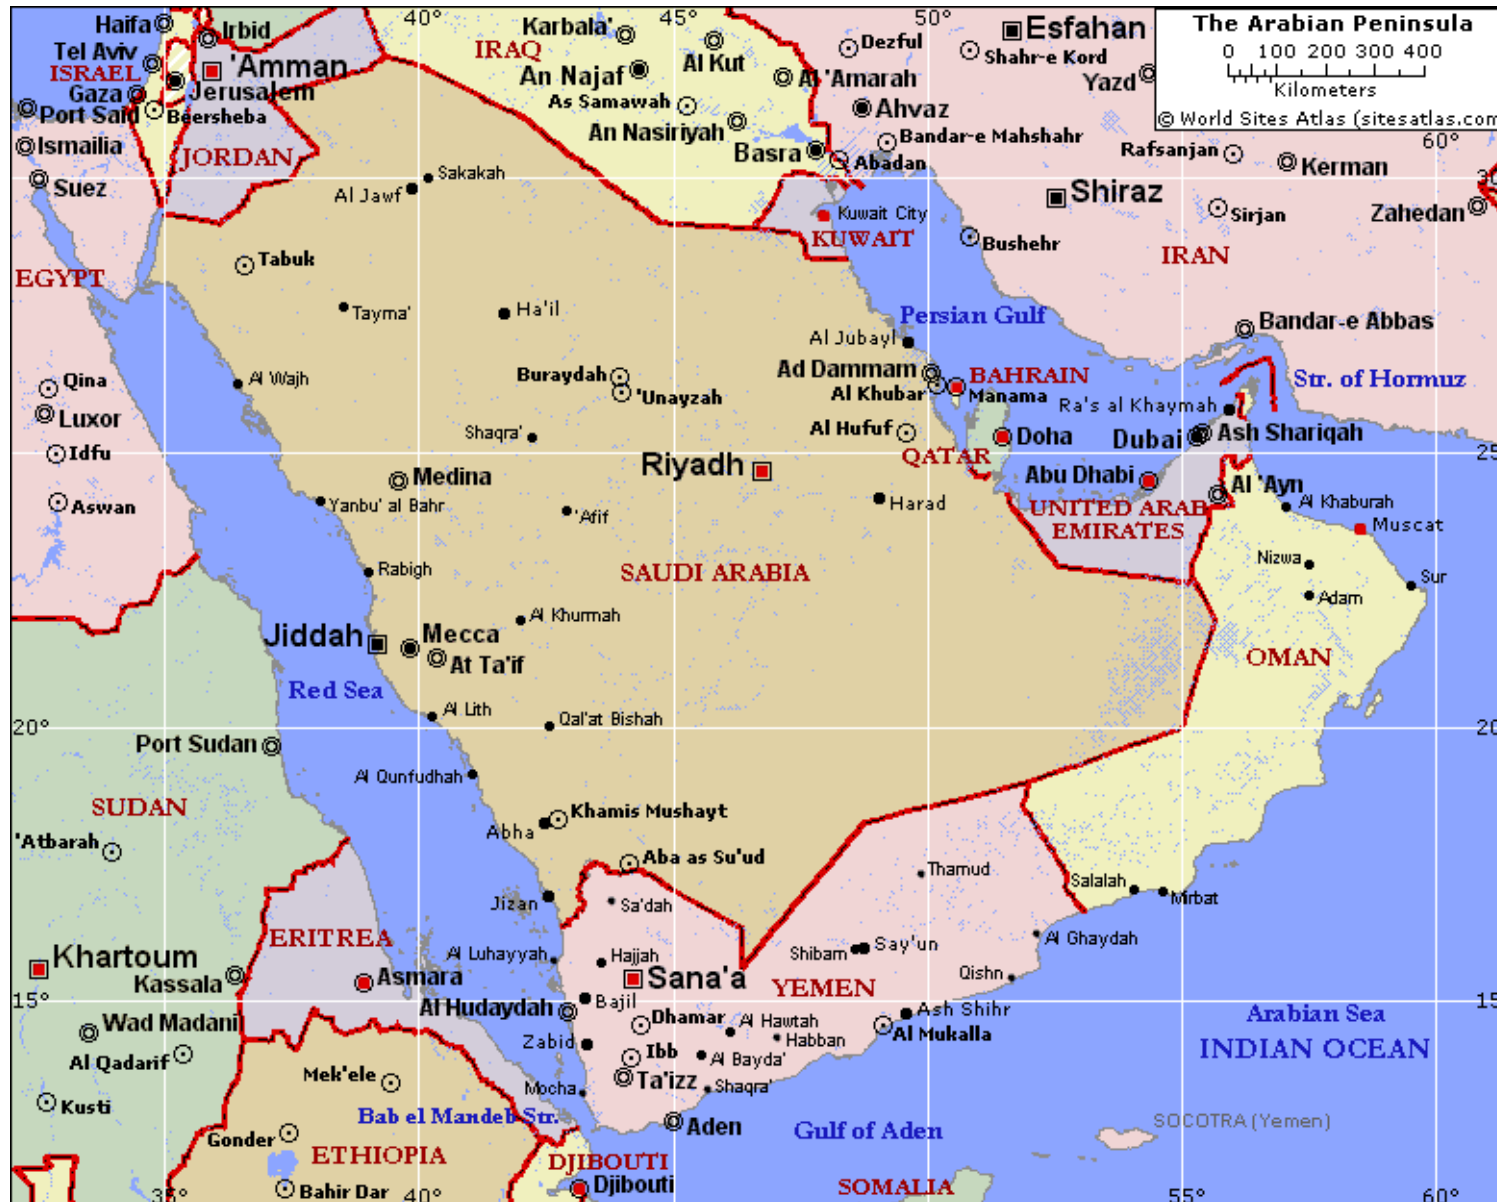 The Arabian Peninsula
0 100 200 300 400
Kilometers
© World Sites Atlas (sitesatlas.com
Haifa
Irbid
Karbala'
45°
50°
40°
Esfahan
Tel Aviv
IRAQ
Al Kut
Dezful
Shahr-e Kord
ISRAEL
'Amman
An Najaf
Al 'Amarah
Yazd
Gaza
Jerusalem
As Samawah
Ahvaz
Port Said
Beersheba
An Nasiriyah
Bandar-e Mahshahr
60°
Ismailia
JORDAN
Basra
Abadan
Rafsanjan
Kerman
Suez
Al Jawf
Sakakah
Shiraz
30
Kuwait City
Sirjan
Zahedan
KUWAIT
Bushehr
IRAN
EGYPT
Tabuk
Tayma'
Ha'il
Persian Gulf
Bandar-e Abbas
Al Jubayl
Qina
Al Wajh
Buraydah
Ad Dammam
BAHRAIN
Str. of Hormuz
Luxor
'Unayzah
Al Khubar
Manama
Ra's al Khaymah
Shaqra'
Al Hufuf
Doha
Dubai
Ash Shariqah
Idfu
Medina
Riyadh
QATAR
25°
25
Abu Dhabi
Al 'Ayn
Aswan
Yanbu' al Bahr
'Afif
Harad
UNITED ARAB
EMIRATES
Al Khaburah
Muscat
Rabigh
SAUDI ARABIA
Nizwa
Sur
Al Khurmah
Adam
Jiddah
Mecca
At Ta'if
OMAN
Red Sea
Al Lith
Qal'at Bishah
20°
20
Port Sudan
Al Qunfudhah
SUDAN
Khamis Mushayt
'Atbarah
Abha
Aba as Su'ud
Thamud
Salalah
Mirbat
Jizan
Sa'dah
ERITREA
Al Luhayyah
Hajjah
Shibam
Say'un
Al Ghaydah
Khartoum
Kassala
Asmara
Sana'a
YEMEN
Qishn
15°
15
Al Hudaydah
Bajil
Ash Shihr
Arabian Sea
Wad Madani
Dhamar
Al Hawtah
Al Mukalla
INDIAN OCEAN
Al Qadarif
Zabid
Ibb
Habban
Al Bayda'
Mek'ele
Mocha
Ta'izz
Shaqra'
Kusti
Bab el Mandeb Str.
Aden
Gulf of Aden
SOCOTRA (Yemen)
Gonder
ETHIOPIA
DJIBOUTI
Bahir Dar
Djibouti
SOMALIA
35°
40°
55°
60°